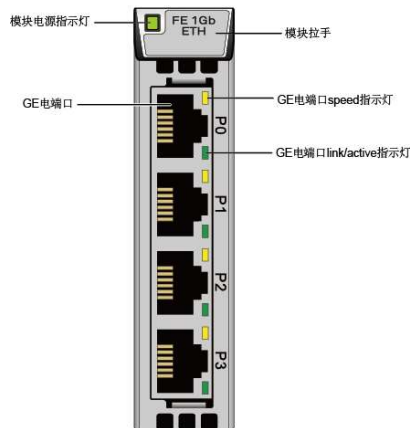 模块电源指示灯
FE 1Gb
ETH
模块拉手
GE电端口
GE电端口speed指示灯
P0
GE电端口link/active指示灯
P1
P2
P3